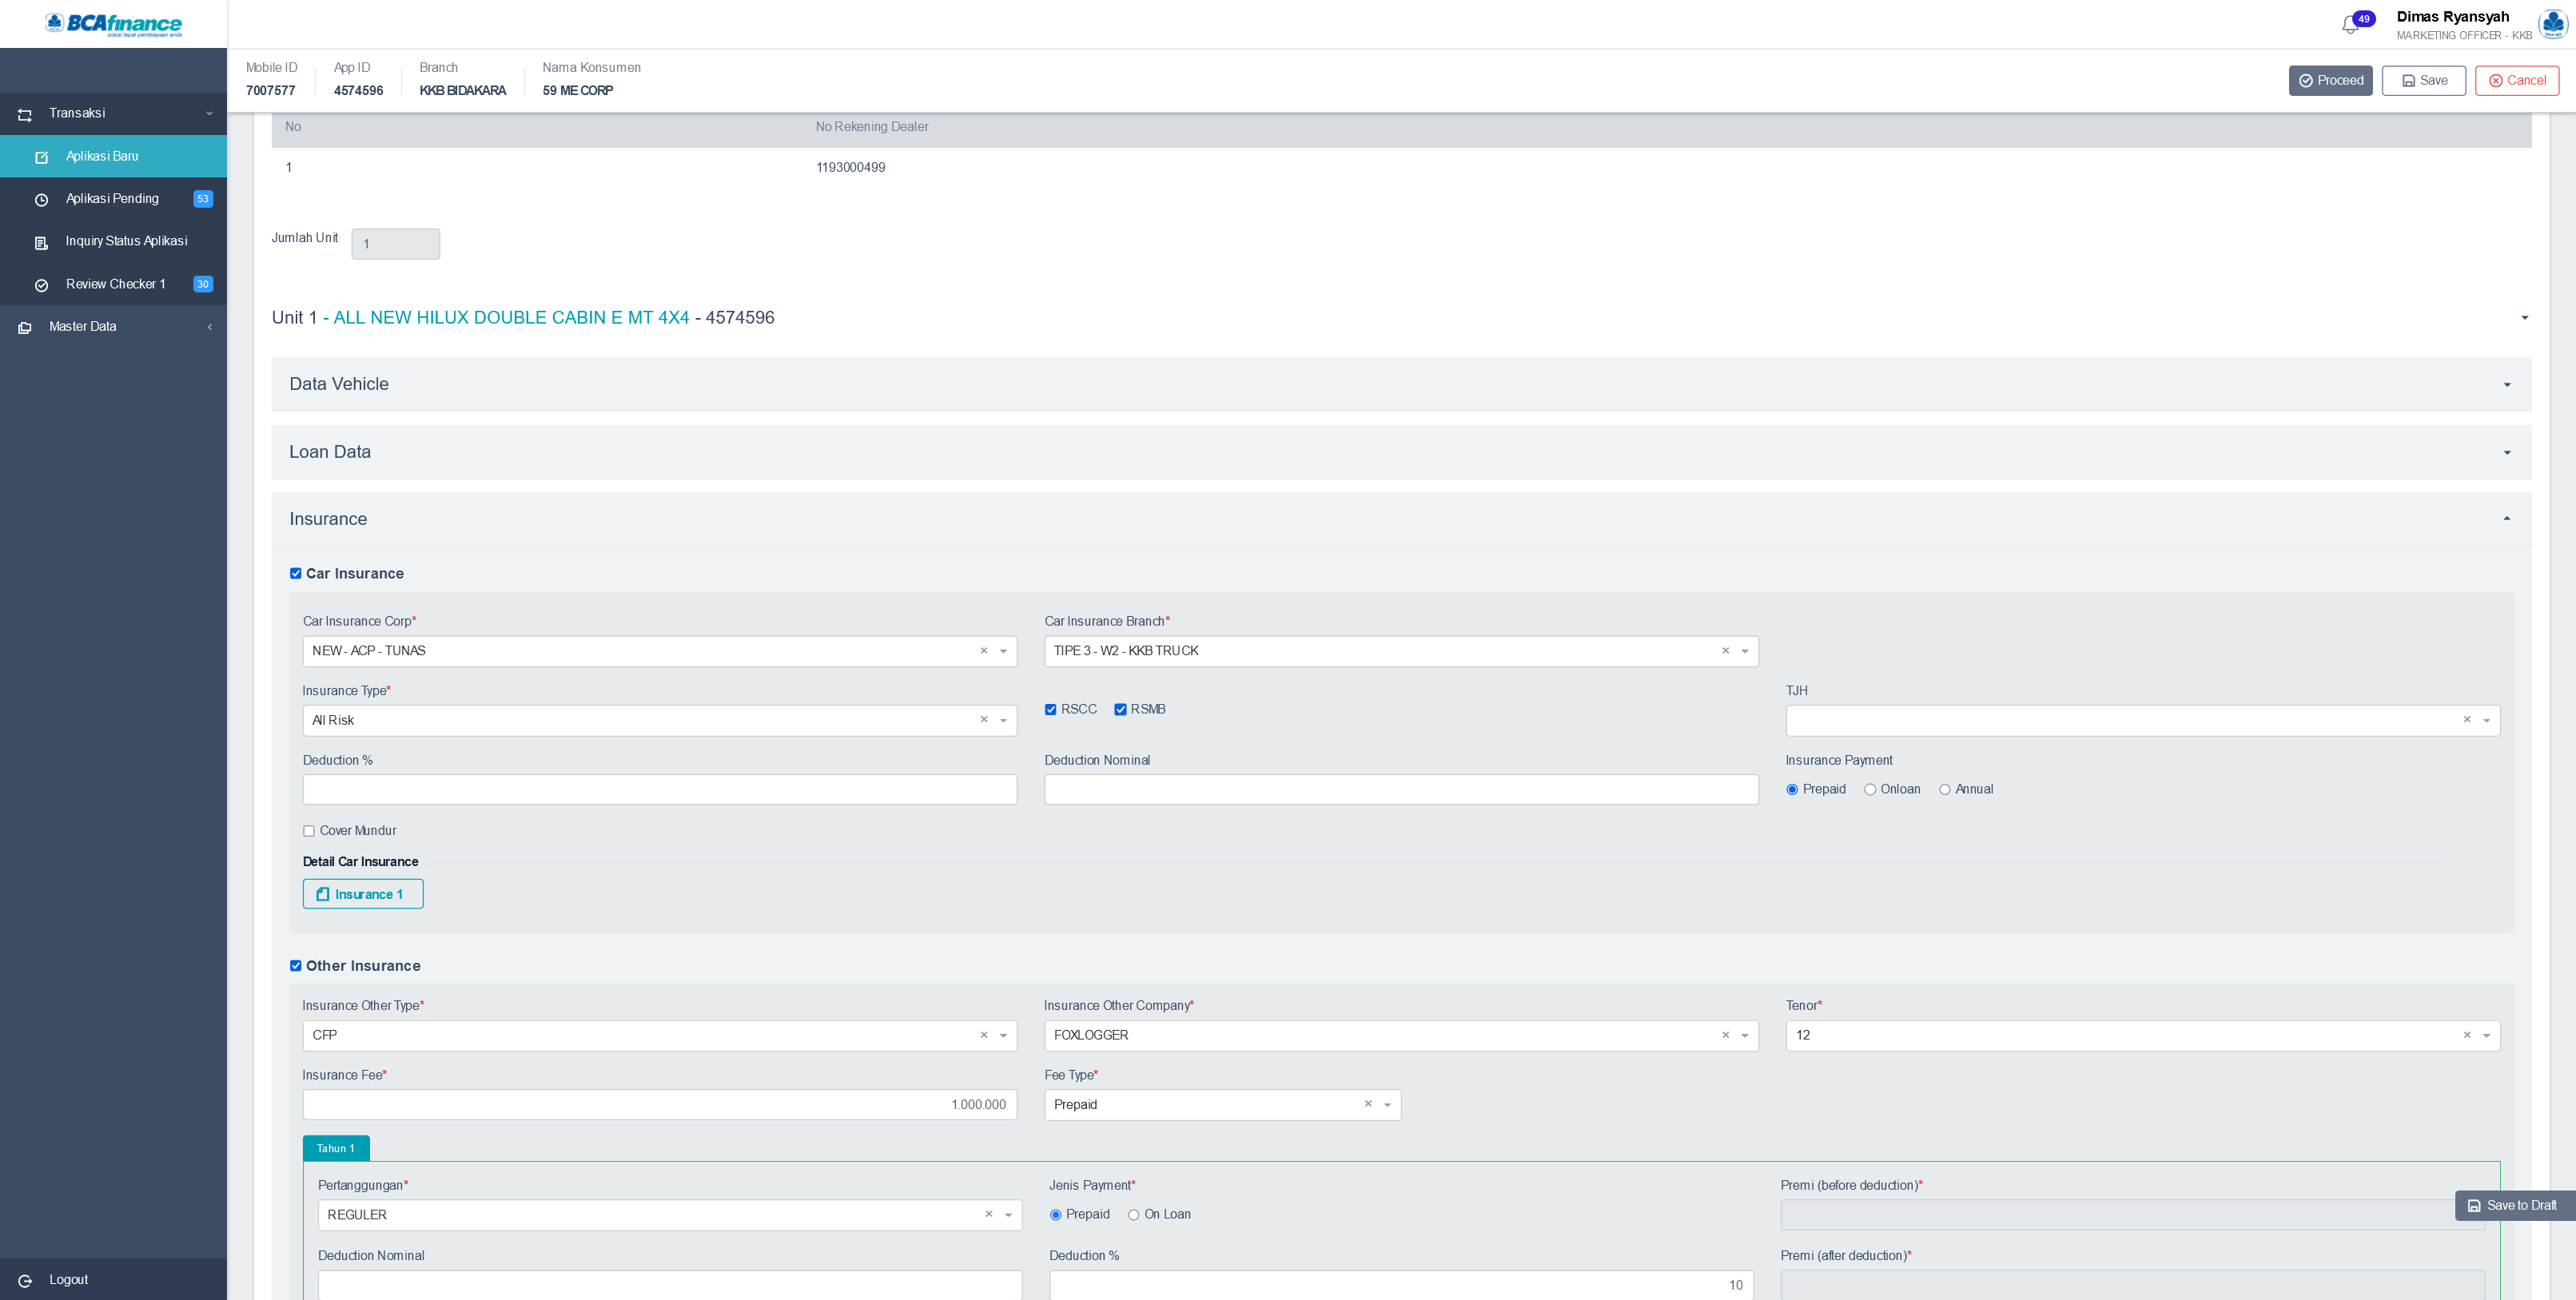 BCAfinance
solusi tepat pembiayaan anda
49
Dimas Ryansyah
MARKETING OFFICER - KKB
Mobile ID
7007577
App ID
4574596
Branch
KKB BIDAKARA
Nama Konsumen
59 ME CORP
Proceed
Save
Cancel
Transaksi
Aplikasi Baru
Aplikasi Pending 53
Inquiry Status Aplikasi
Review Checker 1 30
Master Data
Logout
No No Rekening Dealer
1 1193000499
Jumlah Unit 1
Unit 1 - ALL NEW HILUX DOUBLE CABIN E MT 4X4 - 4574596
Data Vehicle
Loan Data
Insurance
Car Insurance
Car Insurance Corp* Car Insurance Branch*
NEW - ACP - TUNAS × TIPE 3 - W2 - KKB TRUCK ×
Insurance Type* TJH
All Risk × RSCC RSMB ×
Deduction % Deduction Nominal Insurance Payment
Prepaid Onloan Annual
Cover Mundur
Detail Car Insurance
Insurance 1
Other Insurance
Insurance Other Type* Insurance Other Company* Tenor*
CFP × FOXLOGGER × 12 ×
Insurance Fee* Fee Type*
1.000.000 Prepaid ×
Tahun 1
Pertanggungan* Jenis Payment* Premi (before deduction)*
REGULER × Prepaid On Loan
Save to Draft
Deduction Nominal Deduction % Premi (after deduction)*
10